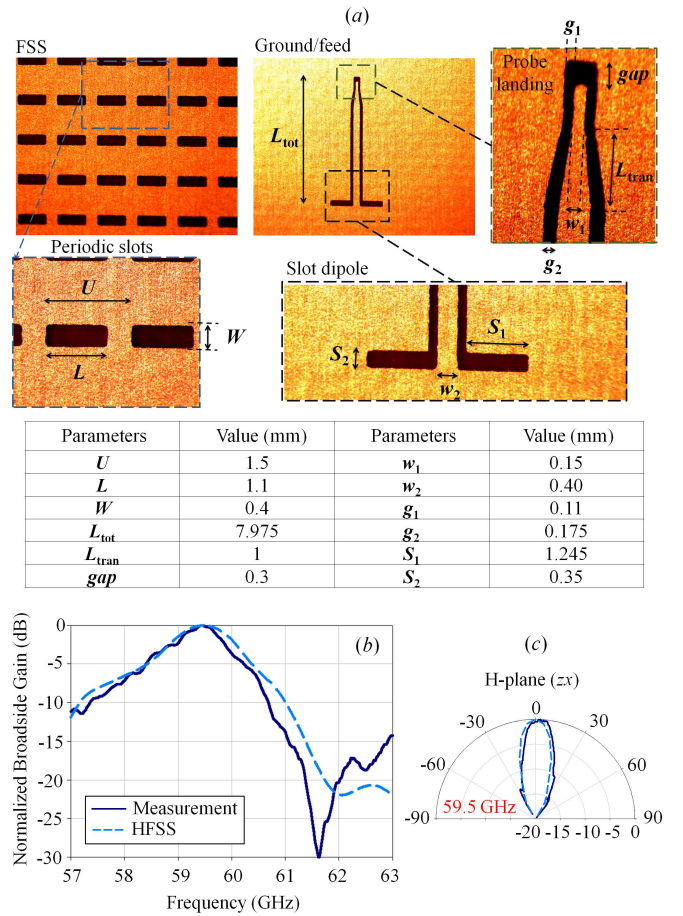 (a)
FSS
Ground/feed
g1
Probe landing
gap
Ltot
Ltran
w1
g2
Periodic slots
U
W
L
Slot dipole
S1
S2
w2
Parameters Value (mm) Parameters Value (mm)
U 1.5 w1 0.15
L 1.1 w2 0.40
W 0.4 g1 0.11
Ltot 7.975 g2 0.175
Ltran 1 S1 1.245
gap 0.3 S2 0.35
(b)
Normalized Broadside Gain (dB)
0
-5
-10
-15
-20
-25
-30
Measurement
HFSS
57 58 59 60 61 62 63
Frequency (GHz)
(c)
H-plane (zx)
0
-30 30
-60 60
-90 90
59.5 GHz
-20 -15 -10 -5 0